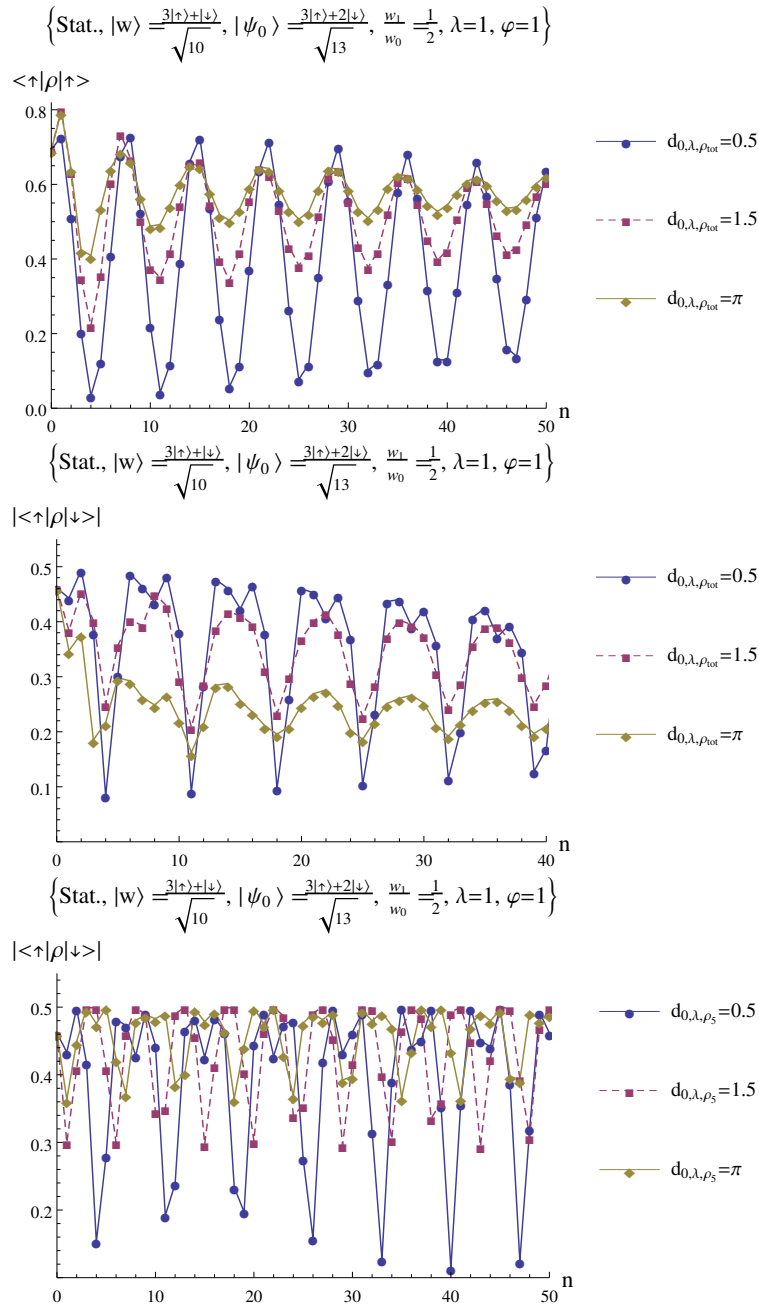 {Stat., |w⟩ = 3|↑⟩+|↓⟩/√10, |ψ₀⟩ = 3|↑⟩+2|↓⟩/√13, w₁/w₀ = 1/2, λ=1, φ=1}
<↑|ρ|↑>
0.8
0.6
0.4
0.2
0.0
0 10 20 30 40 50 n
d₀,λ,ρtot=0.5
d₀,λ,ρtot=1.5
d₀,λ,ρtot=π
{Stat., |w⟩ = 3|↑⟩+|↓⟩/√10, |ψ₀⟩ = 3|↑⟩+2|↓⟩/√13, w₁/w₀ = 1/2, λ=1, φ=1}
|<↑|ρ|↓>|
0.5
0.4
0.3
0.2
0.1
0 10 20 30 40 n
d₀,λ,ρtot=0.5
d₀,λ,ρtot=1.5
d₀,λ,ρtot=π
{Stat., |w⟩ = 3|↑⟩+|↓⟩/√10, |ψ₀⟩ = 3|↑⟩+2|↓⟩/√13, w₁/w₀ = 1/2, λ=1, φ=1}
|<↑|ρ|↓>|
0.5
0.4
0.3
0.2
0 10 20 30 40 50 n
d₀,λ,ρ₅=0.5
d₀,λ,ρ₅=1.5
d₀,λ,ρ₅=π